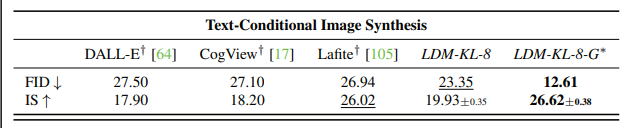 Text-Conditional Image Synthesis
DALL-E† [64] CogView† [17] Lafite† [105] LDM-KL-8 LDM-KL-8-G*
FID ↓ 27.50 27.10 26.94 23.35 12.61
IS ↑ 17.90 18.20 26.02 19.93±0.35 26.62±0.38